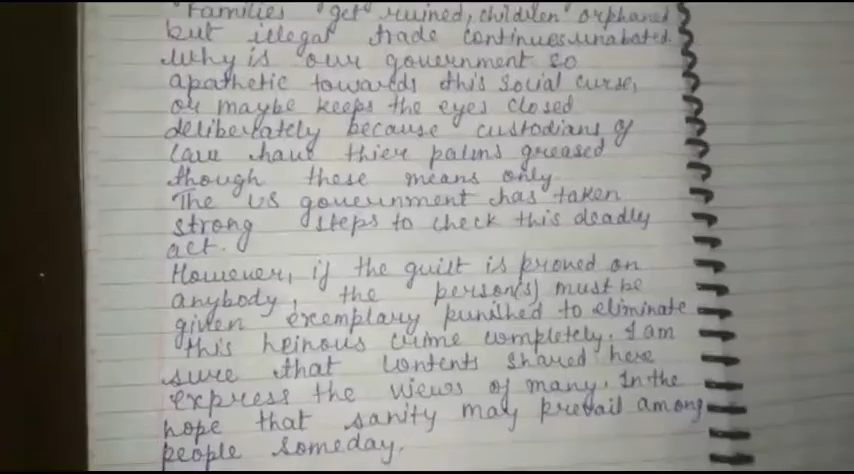 Families get ruined, children orphaned
but illegal trade continues unabated.
Why is our government so
apathetic towards this social curse,
or maybe keeps the eyes closed
deliberately because custodians of
law have thier palms greased
though these means only.
The US government has taken
strong steps to check this deadly
act.
However, if the guilt is proved on
anybody, the person(s) must be
given exemplary punished to eliminate
this heinous crime completely. I am
sure that contents shared here
express the views of many. In the
hope that sanity may prevail among
people someday.